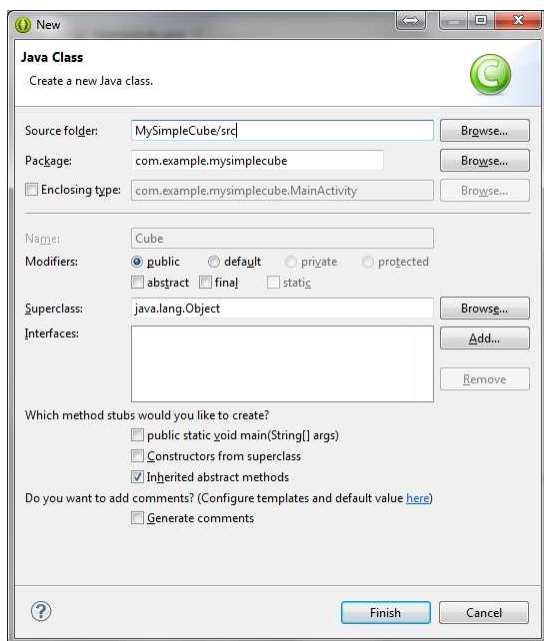 New
Java Class
Create a new Java class.
C
Source folder: MySimpleCube/src Browse...
Package: com.example.mysimplecube Browse...
Enclosing type: com.example.mysimplecube.MainActivity Browse...
Name: Cube
Modifiers: public default private protected
abstract final static
Superclass: java.lang.Object Browse...
Interfaces: Add...
Remove
Which method stubs would you like to create?
public static void main(String[] args)
Constructors from superclass
Inherited abstract methods
Do you want to add comments? (Configure templates and default value here)
Generate comments
? Finish Cancel